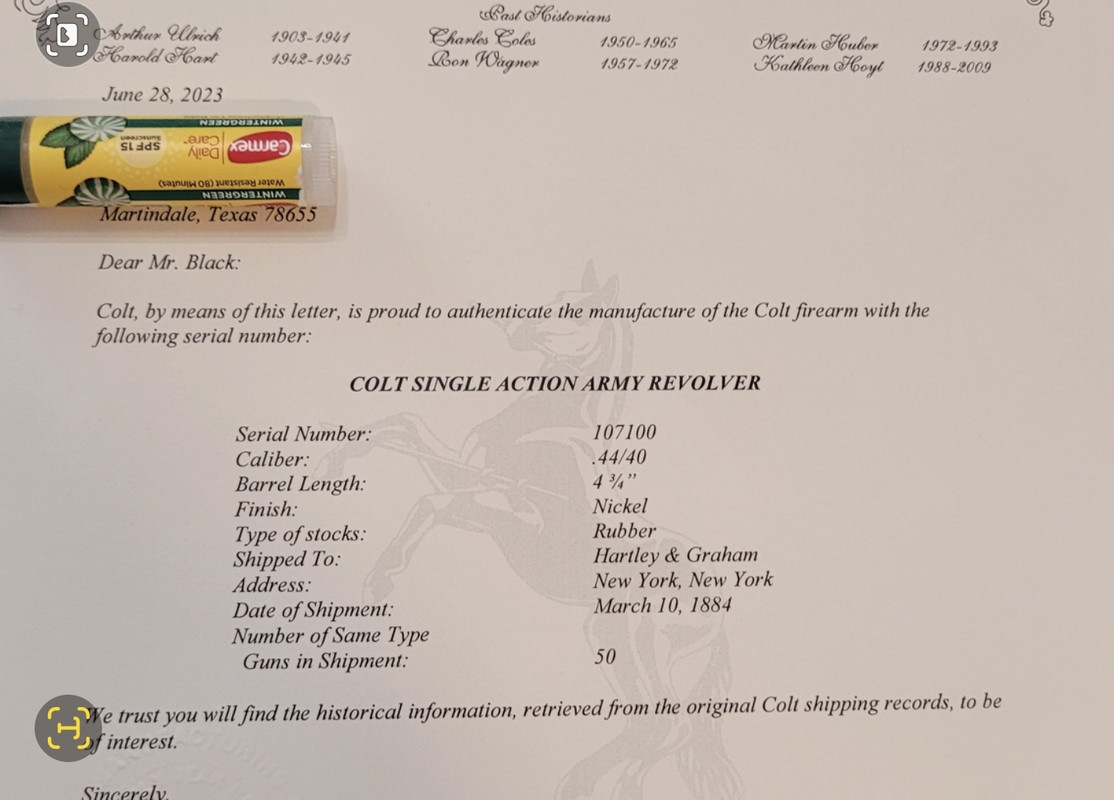 Past Historians
Arthur Ulrich 1903-1941 Charles Coles 1950-1965 Martin Huber 1972-1993
Harold Hart 1942-1945 Ron Wagner 1957-1972 Kathleen Hoyt 1988-2009
June 28, 2023
WINTERGREEN
Carmex Daily Care SPF 15 Sunscreen
Water Resistant (80 Minutes)
WINTERGREEN
Martindale, Texas 78655
Dear Mr. Black:
Colt, by means of this letter, is proud to authenticate the manufacture of the Colt firearm with the
following serial number:
COLT SINGLE ACTION ARMY REVOLVER
Serial Number: 107100
Caliber: .44/40
Barrel Length: 4 ¾”
Finish: Nickel
Type of stocks: Rubber
Shipped To: Hartley & Graham
Address: New York, New York
Date of Shipment: March 10, 1884
Number of Same Type
Guns in Shipment: 50
We trust you will find the historical information, retrieved from the original Colt shipping records, to be
of interest.
Sincerely,